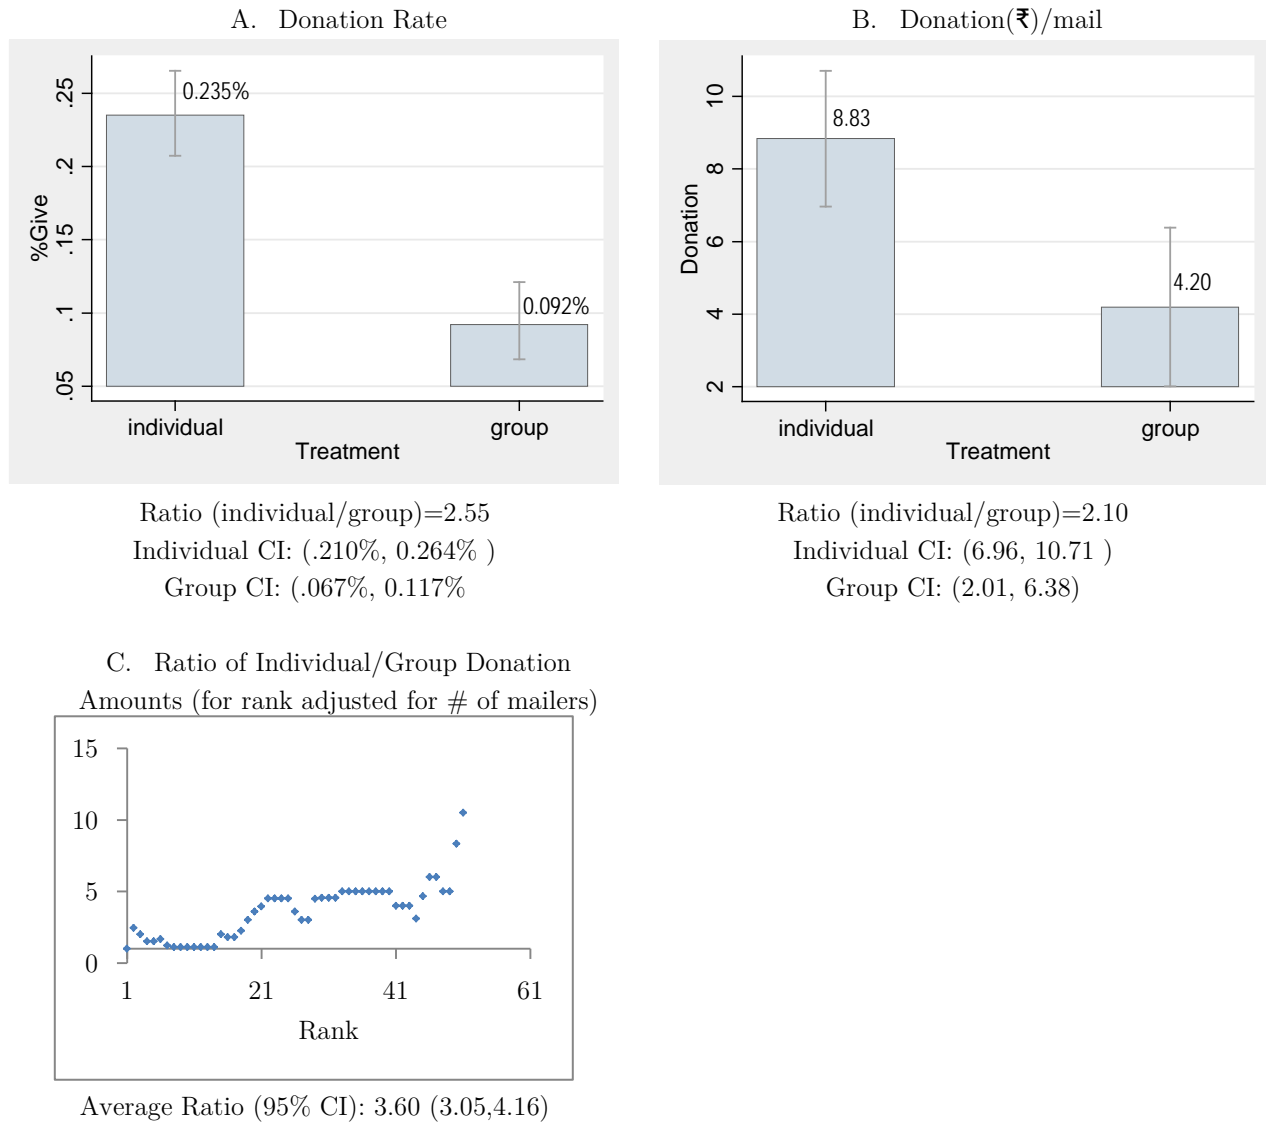 A. Donation Rate
%Give
.25
.2
.15
.1
.05
0.235%
0.092%
individual
group
Treatment
Ratio (individual/group)=2.55
Individual CI: (.210%, 0.264% )
Group CI: (.067%, 0.117%
B. Donation(₹)/mail
Donation
10
8
6
4
2
8.83
4.20
individual
group
Treatment
Ratio (individual/group)=2.10
Individual CI: (6.96, 10.71 )
Group CI: (2.01, 6.38)
C. Ratio of Individual/Group Donation
Amounts (for rank adjusted for # of mailers)
15
10
5
0
1 21 41 61
Rank
Average Ratio (95% CI): 3.60 (3.05,4.16)